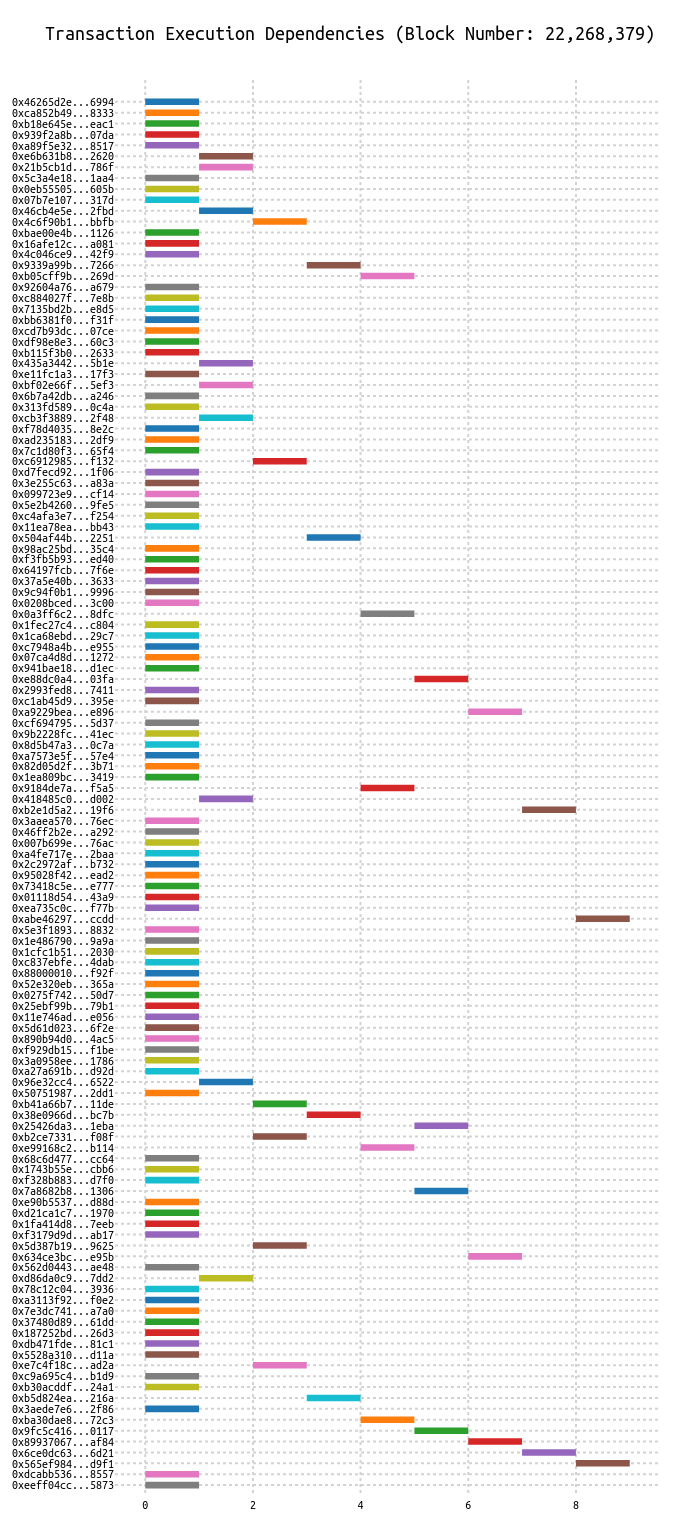 Transaction Execution Dependencies (Block Number: 22,268,379)
0x46265d2e...6994
0xca852b49...8333
0xb18e645e...eac1
0x939f2a8b...07da
0xa89f5e32...8517
0xe6b631b8...2620
0x21b5cb1d...786f
0x5c3a4e18...1aa4
0x0eb55505...605b
0x07b7e107...317d
0x46cb4e5e...2fbd
0x4c6f90b1...bbfb
0xbae00e4b...1126
0x16afe12c...a081
0x4c046ce9...42f9
0x9339a99b...7266
0xb05cff9b...269d
0x92604a76...a679
0xc884027f...7e8b
0x7135bd2b...e8d5
0xbb6381f0...f31f
0xcd7b93dc...07ce
0xdf98e8e3...60c3
0xb115f3b0...2633
0x435a3442...5b1e
0xe11fc1a3...17f3
0xbf02e66f...5ef3
0x6b7a42db...a246
0x313fd589...0c4a
0xcb3f3889...2f48
0xf78d4035...8e2c
0xad235183...2df9
0x7c1d80f3...65f4
0xc6912985...f132
0xd7fecd92...1f06
0x3e255c63...a83a
0x099723e9...cf14
0x5e2b4260...9fe5
0xc4afa3e7...f254
0x11ea78ea...bb43
0x504af44b...2251
0x98ac25bd...35c4
0xf3fb5b93...ed40
0x64197fcb...7f6e
0x37a5e40b...3633
0x9c94f0b1...9996
0x0208bced...3c00
0x0a3ff6c2...8dfc
0x1fec27c4...c804
0x1ca68ebd...29c7
0xc7948a4b...e955
0x07ca4d8d...1272
0x941bae18...d1ec
0xe88dc0a4...03fa
0x2993fed8...7411
0xc1ab45d9...395e
0xa9229bea...e896
0xcf694795...5d37
0x9b2228fc...41ec
0x8d5b47a3...0c7a
0xa7573e5f...57e4
0x82d05d2f...3b71
0x1ea809bc...3419
0x9184de7a...f5a5
0x418485c0...d002
0xb2e1d5a2...19f6
0x3aaea570...76ec
0x46ff2b2e...a292
0x007b699e...76ac
0xa4fe717e...2baa
0x2c2972af...b732
0x95028f42...ead2
0x73418c5e...e777
0x01118d54...43a9
0xea735c0c...f77b
0xabe46297...ccdd
0x5e3f1893...8832
0x1e486790...9a9a
0x1cfc1b51...2030
0xc837ebfe...4dab
0x88000010...f92f
0x52e320eb...365a
0x0275f742...50d7
0x25ebf99b...79b1
0x11e746ad...e056
0x5d61d023...6f2e
0x890b94d0...4ac5
0xf929db15...f1be
0x3a0958ee...1786
0xa27a691b...d92d
0x96e32cc4...6522
0x50751987...2dd1
0xb41a66b7...11de
0x38e0966d...bc7b
0x25426da3...1eba
0xb2ce7331...f08f
0xe99168c2...b114
0x68c6d477...cc64
0x1743b55e...cbb6
0xf328b883...d7f0
0x7a8682b8...1306
0xe90b5537...d88d
0xd21ca1c7...1970
0x1fa414d8...7eeb
0xf3179d9d...ab17
0x5d387b19...9625
0x634ce3bc...e95b
0x562d0443...ae48
0xd86da0c9...7dd2
0x78c12c04...3936
0xa3113f92...f0e2
0x7e3dc741...a7a0
0x37480d89...61dd
0x187252bd...26d3
0xdb471fde...81c1
0x5528a310...d11a
0xe7c4f18c...ad2a
0xc9a695c4...b1d9
0xb30acddf...24a1
0xb5d824ea...216a
0x3aede7e6...2f86
0xba30dae8...72c3
0x9fc5c416...0117
0x89937067...af84
0x6ce0dc63...6d21
0x565ef984...d9f1
0xdcabb536...8557
0xeeff04cc...5873
0 2 4 6 8